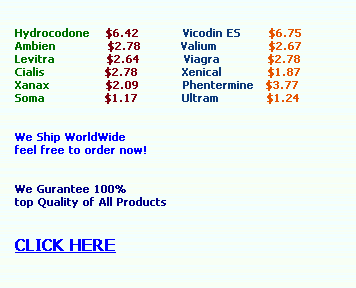 Hydrocodone $6.42 Vicodin ES $6.75
Ambien $2.78 Valium $2.67
Levitra $2.64 Viagra $2.78
Cialis $2.78 Xenical $1.87
Xanax $2.09 Phentermine $3.77
Soma $1.17 Ultram $1.24
We Ship WorldWide
feel free to order now!
We Gurantee 100%
top Quality of All Products
CLICK HERE